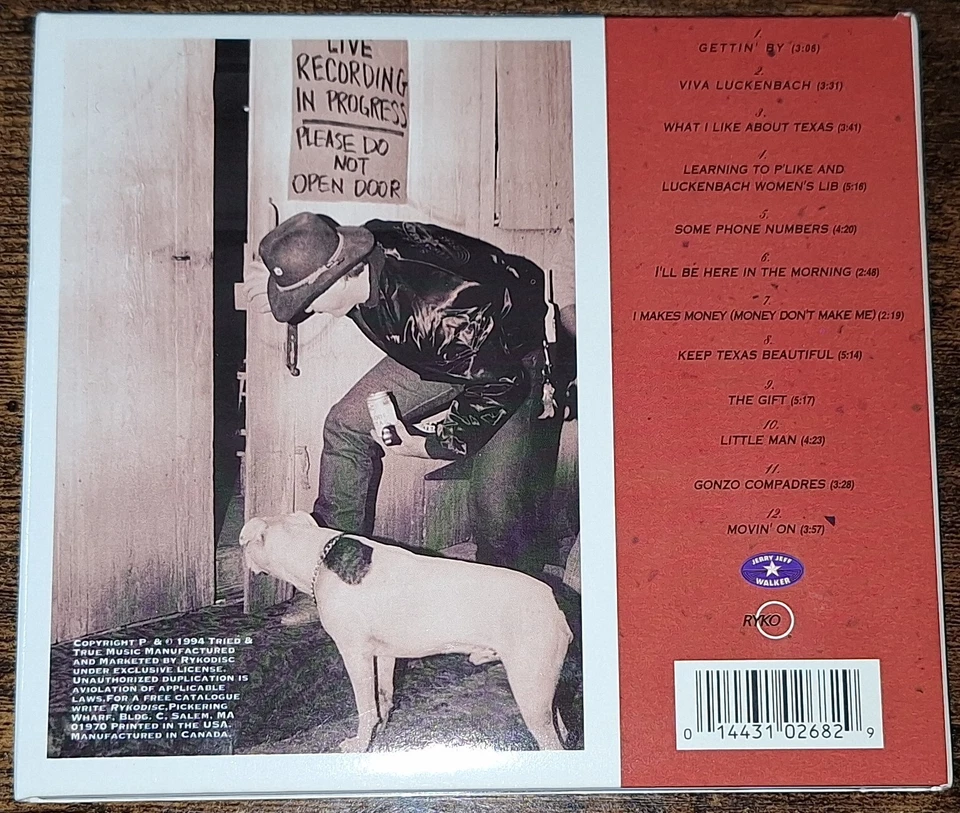 LIVE
RECORDING
IN PROGRESS
PLEASE DO
NOT
OPEN DOOR
COPYRIGHT P & © 1994 TRIED &
TRUE MUSIC MANUFACTURED
AND MARKETED BY RYKODISC
UNDER EXCLUSIVE LICENSE.
UNAUTHORIZED DUPLICATION IS
AVIOLATION OF APPLICABLE
LAWS.FOR A FREE CATALOGUE
WRITE RYKODISC,PICKERING
WHARF, BLDG. C, SALEM, MA
01970 PRINTED IN THE USA.
MANUFACTURED IN CANADA.
1.
GETTIN' BY (3:06)
2.
VIVA LUCKENBACH (3:31)
3.
WHAT I LIKE ABOUT TEXAS (3:41)
4.
LEARNING TO P'LIKE AND
LUCKENBACH WOMEN'S LIB (5:16)
5.
SOME PHONE NUMBERS (4:20)
6.
I'LL BE HERE IN THE MORNING (2:48)
7.
I MAKES MONEY (MONEY DON'T MAKE ME) (2:19)
8.
KEEP TEXAS BEAUTIFUL (5:14)
9.
THE GIFT (5:17)
10.
LITTLE MAN (4:23)
11.
GONZO COMPADRES (3:28)
12.
MOVIN' ON (3:57)
JERRY JEFF
WALKER
RYKO
0 14431 02682 9